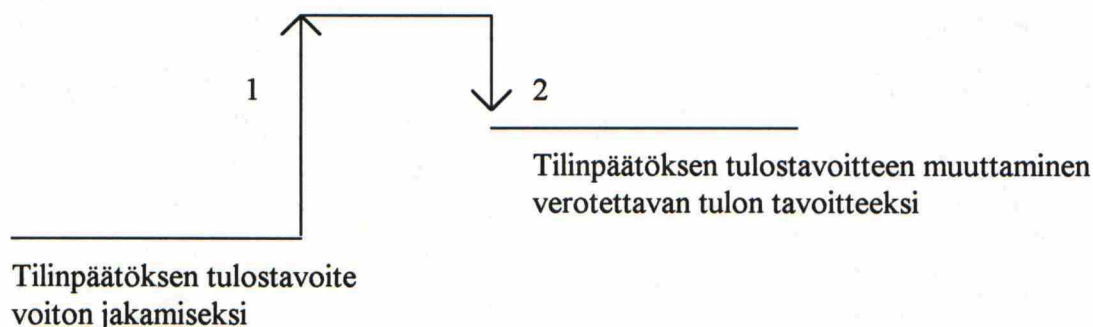 1
2
Tilinpäätöksen tulostavoitteen muuttaminen
verotettavan tulon tavoitteeksi
Tilinpäätöksen tulostavoite
voiton jakamiseksi